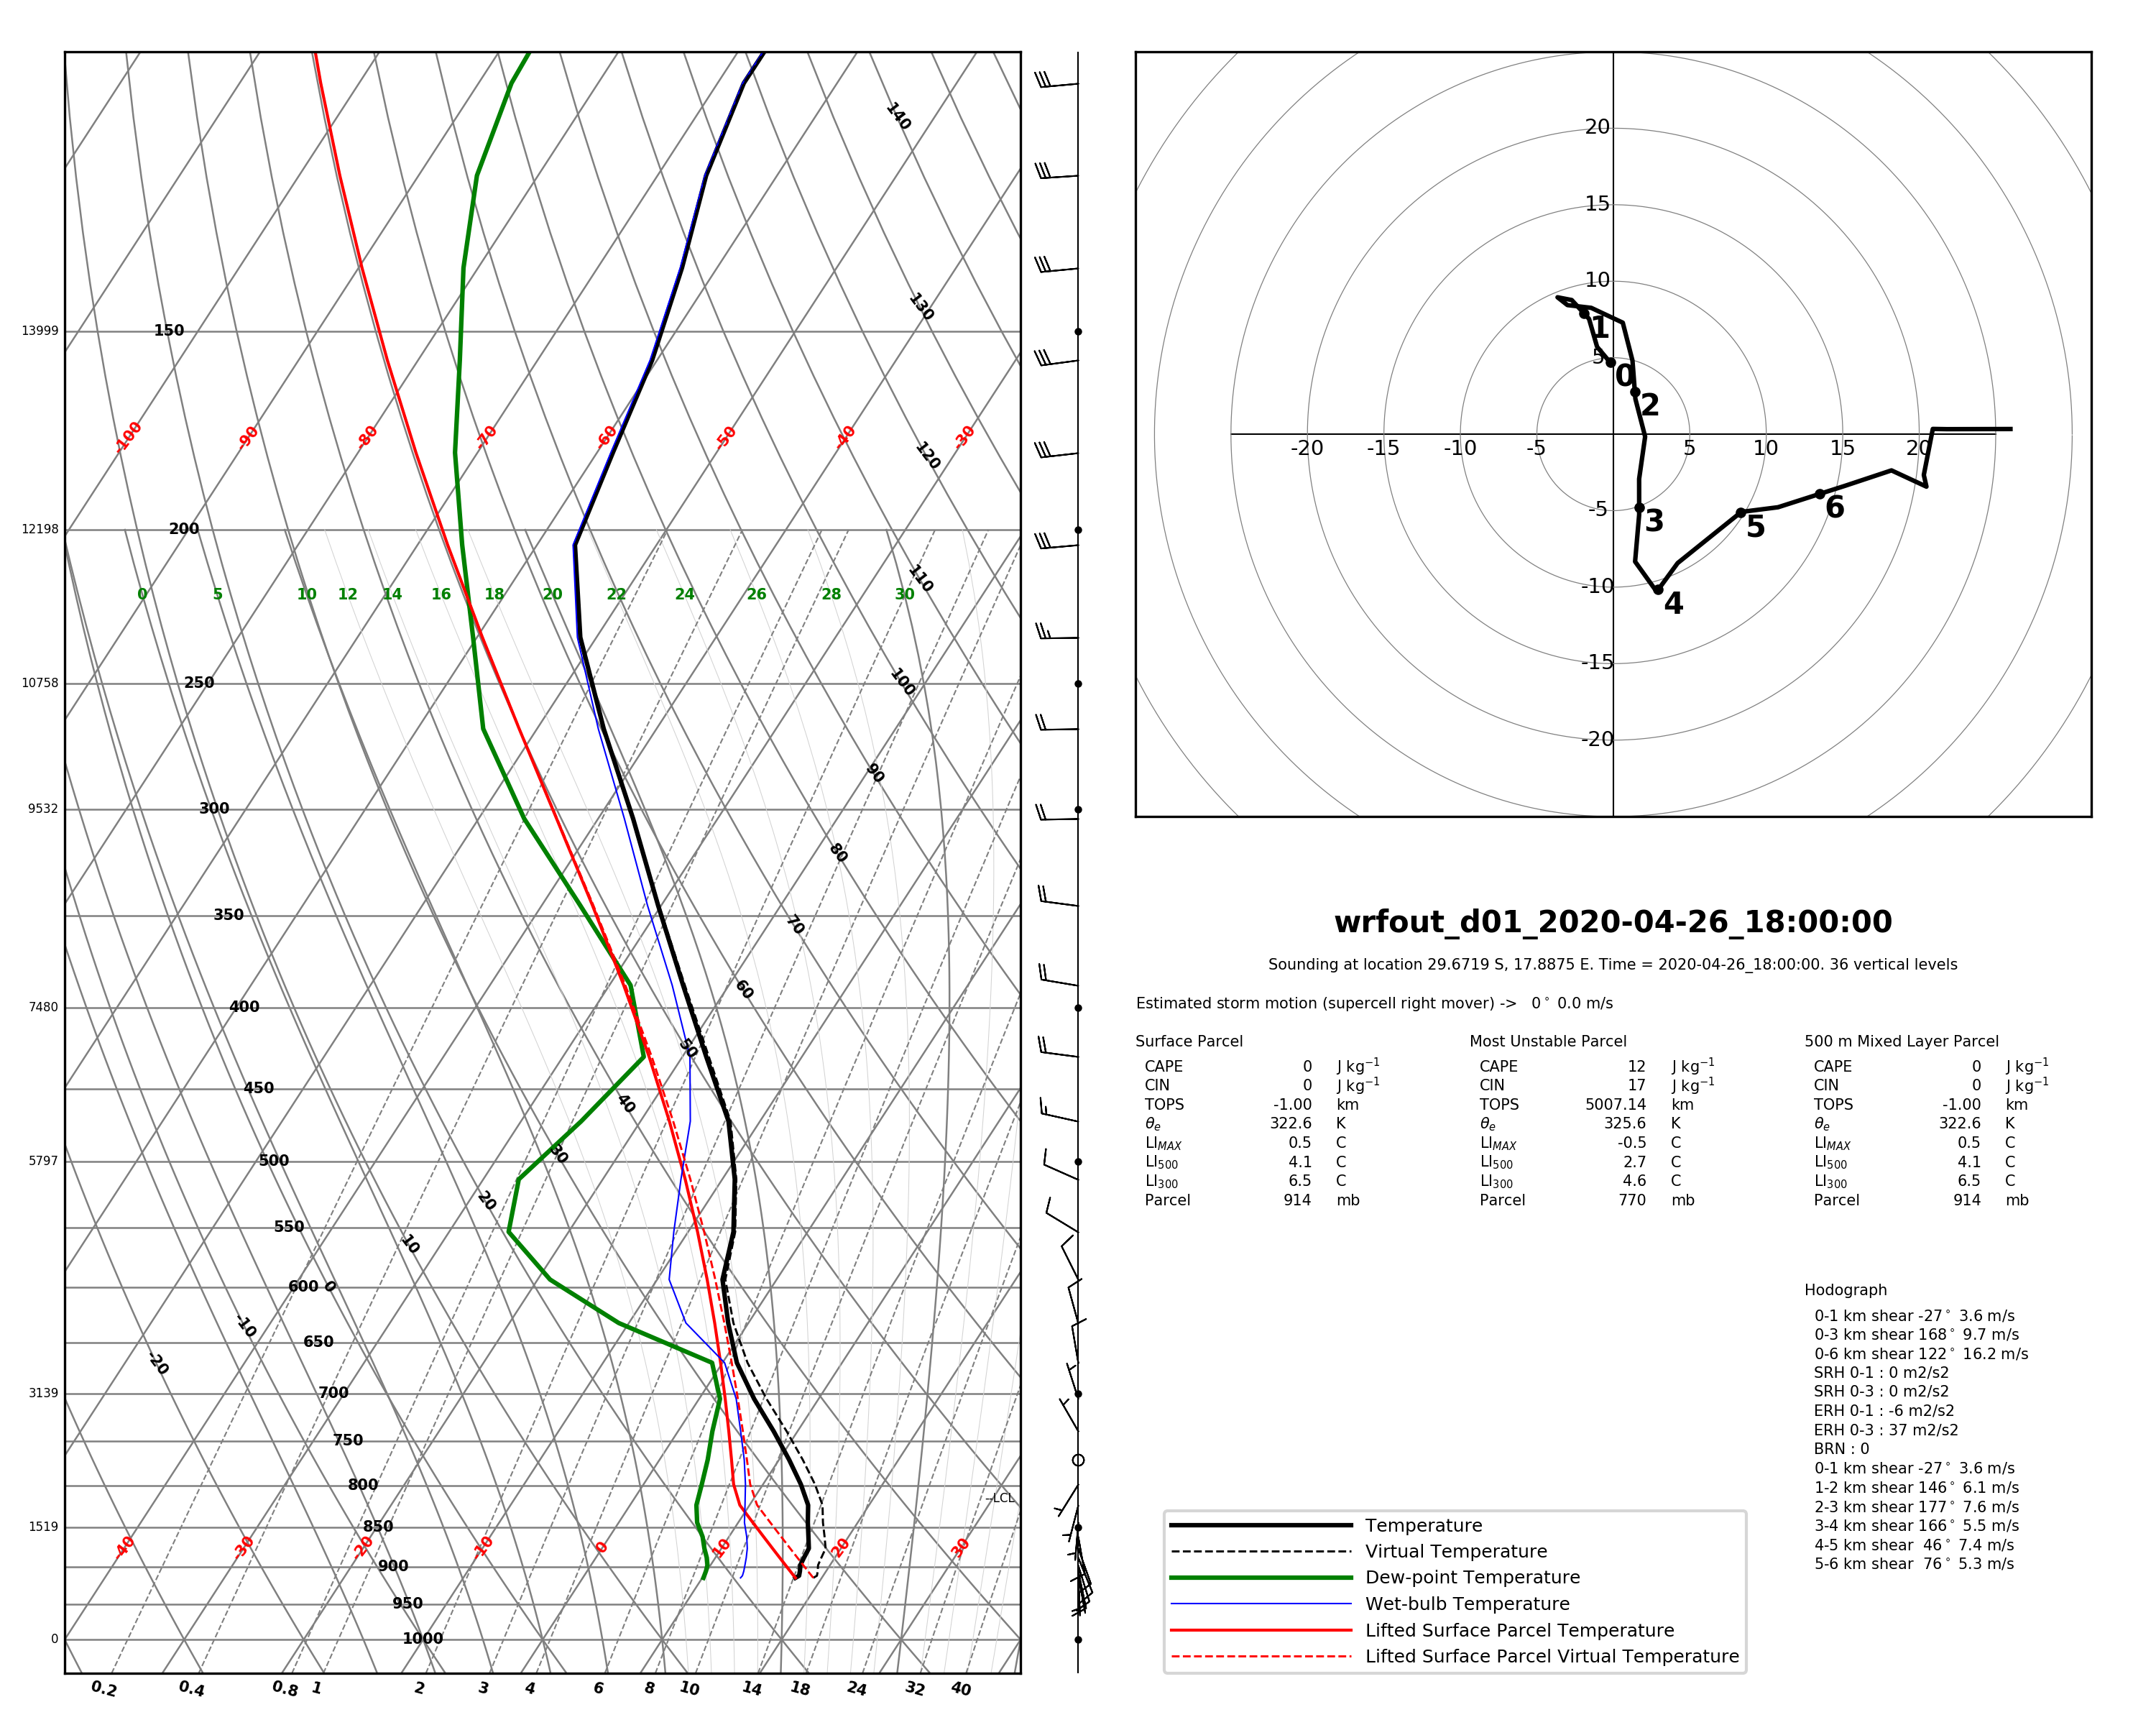 140
130
120
110
100
90
80
70
60
50
40
30
20
10
0
-10
-20
13999 150
-100 -90 -80 -70 -60 -50 -40 -30
12198 200
0 5 10 12 14 16 18 20 22 24 26 28 30
10758 250
9532 300
350
7480 400
450
5797 500
550
600
650
3139 700
750
800
--LCL
1519 850
-40 -30 -20 -10 0 10 20 30
900
950
0 1000
0.2 0.4 0.8 1 2 3 4 6 8 10 14 18 24 32 40
20
15
10
5
-5
-10
-15
-20
-20 -15 -10 -5 5 10 15 20
0
1
2
3
4
5
6
wrfout_d01_2020-04-26_18:00:00
Sounding at location 29.6719 S, 17.8875 E. Time = 2020-04-26_18:00:00. 36 vertical levels
Estimated storm motion (supercell right mover) -> 0° 0.0 m/s
Surface Parcel
CAPE 0 J kg⁻¹
CIN 0 J kg⁻¹
TOPS -1.00 km
θe 322.6 K
LIMAX 0.5 C
LI500 4.1 C
LI300 6.5 C
Parcel 914 mb
Most Unstable Parcel
CAPE 12 J kg⁻¹
CIN 17 J kg⁻¹
TOPS 5007.14 km
θe 325.6 K
LIMAX -0.5 C
LI500 2.7 C
LI300 4.6 C
Parcel 770 mb
500 m Mixed Layer Parcel
CAPE 0 J kg⁻¹
CIN 0 J kg⁻¹
TOPS -1.00 km
θe 322.6 K
LIMAX 0.5 C
LI500 4.1 C
LI300 6.5 C
Parcel 914 mb
Hodograph
0-1 km shear -27° 3.6 m/s
0-3 km shear 168° 9.7 m/s
0-6 km shear 122° 16.2 m/s
SRH 0-1 : 0 m2/s2
SRH 0-3 : 0 m2/s2
ERH 0-1 : -6 m2/s2
ERH 0-3 : 37 m2/s2
BRN : 0
0-1 km shear -27° 3.6 m/s
1-2 km shear 146° 6.1 m/s
2-3 km shear 177° 7.6 m/s
3-4 km shear 166° 5.5 m/s
4-5 km shear 46° 7.4 m/s
5-6 km shear 76° 5.3 m/s
Temperature
Virtual Temperature
Dew-point Temperature
Wet-bulb Temperature
Lifted Surface Parcel Temperature
Lifted Surface Parcel Virtual Temperature